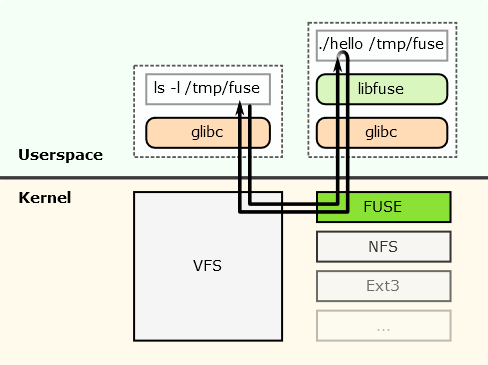 ./hello /tmp/fuse
ls -l /tmp/fuse
libfuse
glibc
glibc
Userspace
Kernel
FUSE
VFS
NFS
Ext3
...